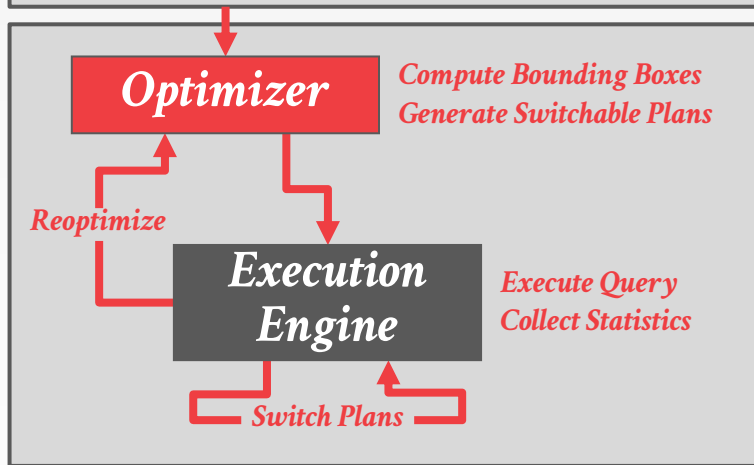 Optimizer
Compute Bounding Boxes
Generate Switchable Plans
Reoptimize
Execution
Engine
Execute Query
Collect Statistics
Switch Plans